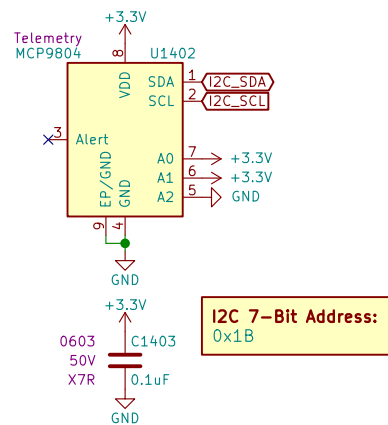 +3.3V
Telemetry
MCP9804 U1402
8
VDD
SDA 1 I2C_SDA
SCL 2 I2C_SCL
3 Alert
A0 7 +3.3V
A1 6 +3.3V
A2 5 GND
EP/GND
GND
9 4
GND
+3.3V
0603 C1403
50V
X7R 0.1uF
GND
I2C 7-Bit Address:
0x1B